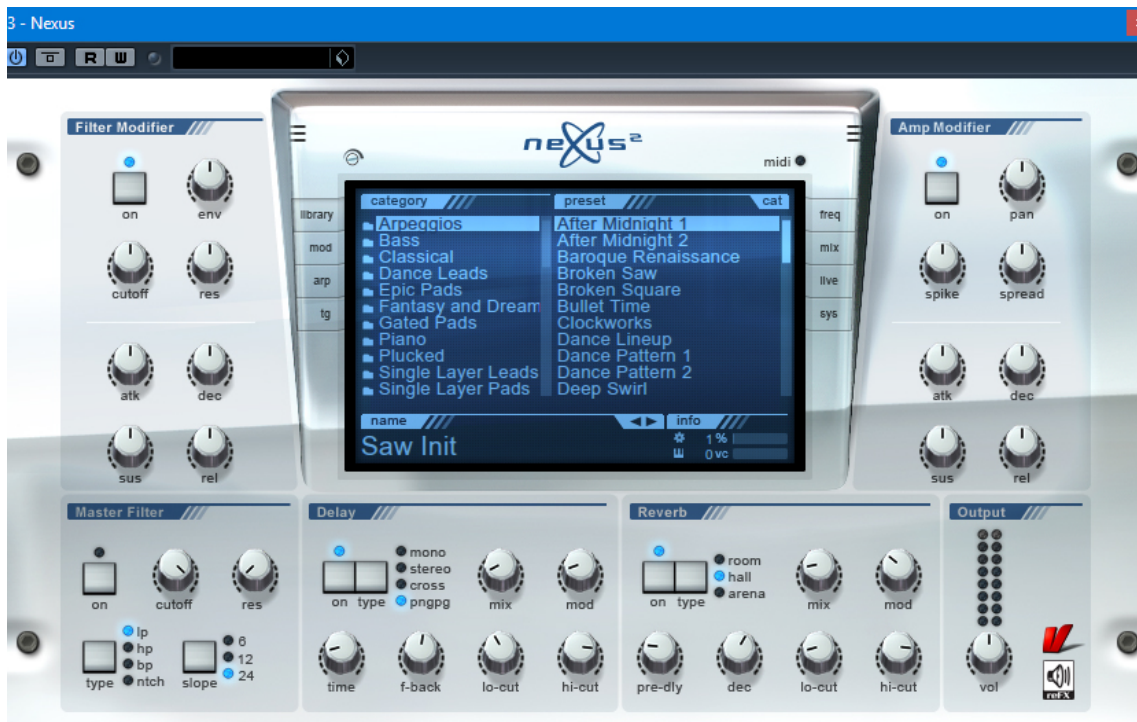 3 - Nexus
R W
Filter Modifier
on env
cutoff res
atk dec
sus rel
nexus²
midi
library
mod
arp
tg
category
Arpeggios
Bass
Classical
Dance Leads
Epic Pads
Fantasy and Dream
Gated Pads
Piano
Plucked
Single Layer Leads
Single Layer Pads
preset cat
After Midnight 1
After Midnight 2
Baroque Renaissance
Broken Saw
Broken Square
Bullet Time
Clockworks
Dance Lineup
Dance Pattern 1
Dance Pattern 2
Deep Swirl
name
Saw Init
info
1 %
0 vc
freq
mix
live
sys
Amp Modifier
on pan
spike spread
atk dec
sus rel
Master Filter
on cutoff res
lp
hp
bp
ntch
type
6
12
24
slope
Delay
mono
stereo
cross
pngpg
on type mix mod
time f-back lo-cut hi-cut
Reverb
room
hall
arena
on type mix mod
pre-dly dec lo-cut hi-cut
Output
vol
reFX